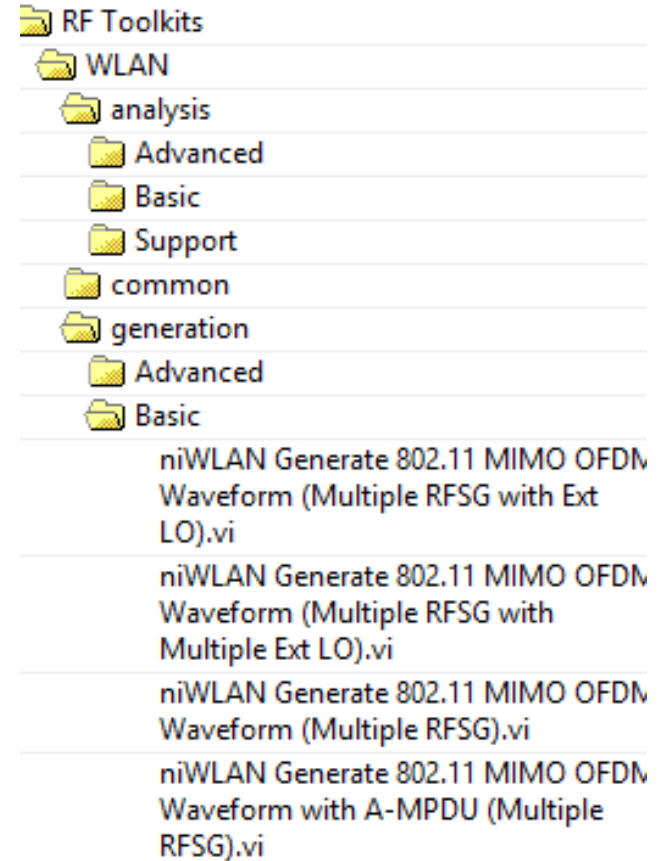 RF Toolkits
WLAN
analysis
Advanced
Basic
Support
common
generation
Advanced
Basic
niWLAN Generate 802.11 MIMO OFDM
Waveform (Multiple RFSG with Ext
LO).vi
niWLAN Generate 802.11 MIMO OFDM
Waveform (Multiple RFSG with
Multiple Ext LO).vi
niWLAN Generate 802.11 MIMO OFDM
Waveform (Multiple RFSG).vi
niWLAN Generate 802.11 MIMO OFDM
Waveform with A-MPDU (Multiple
RFSG).vi